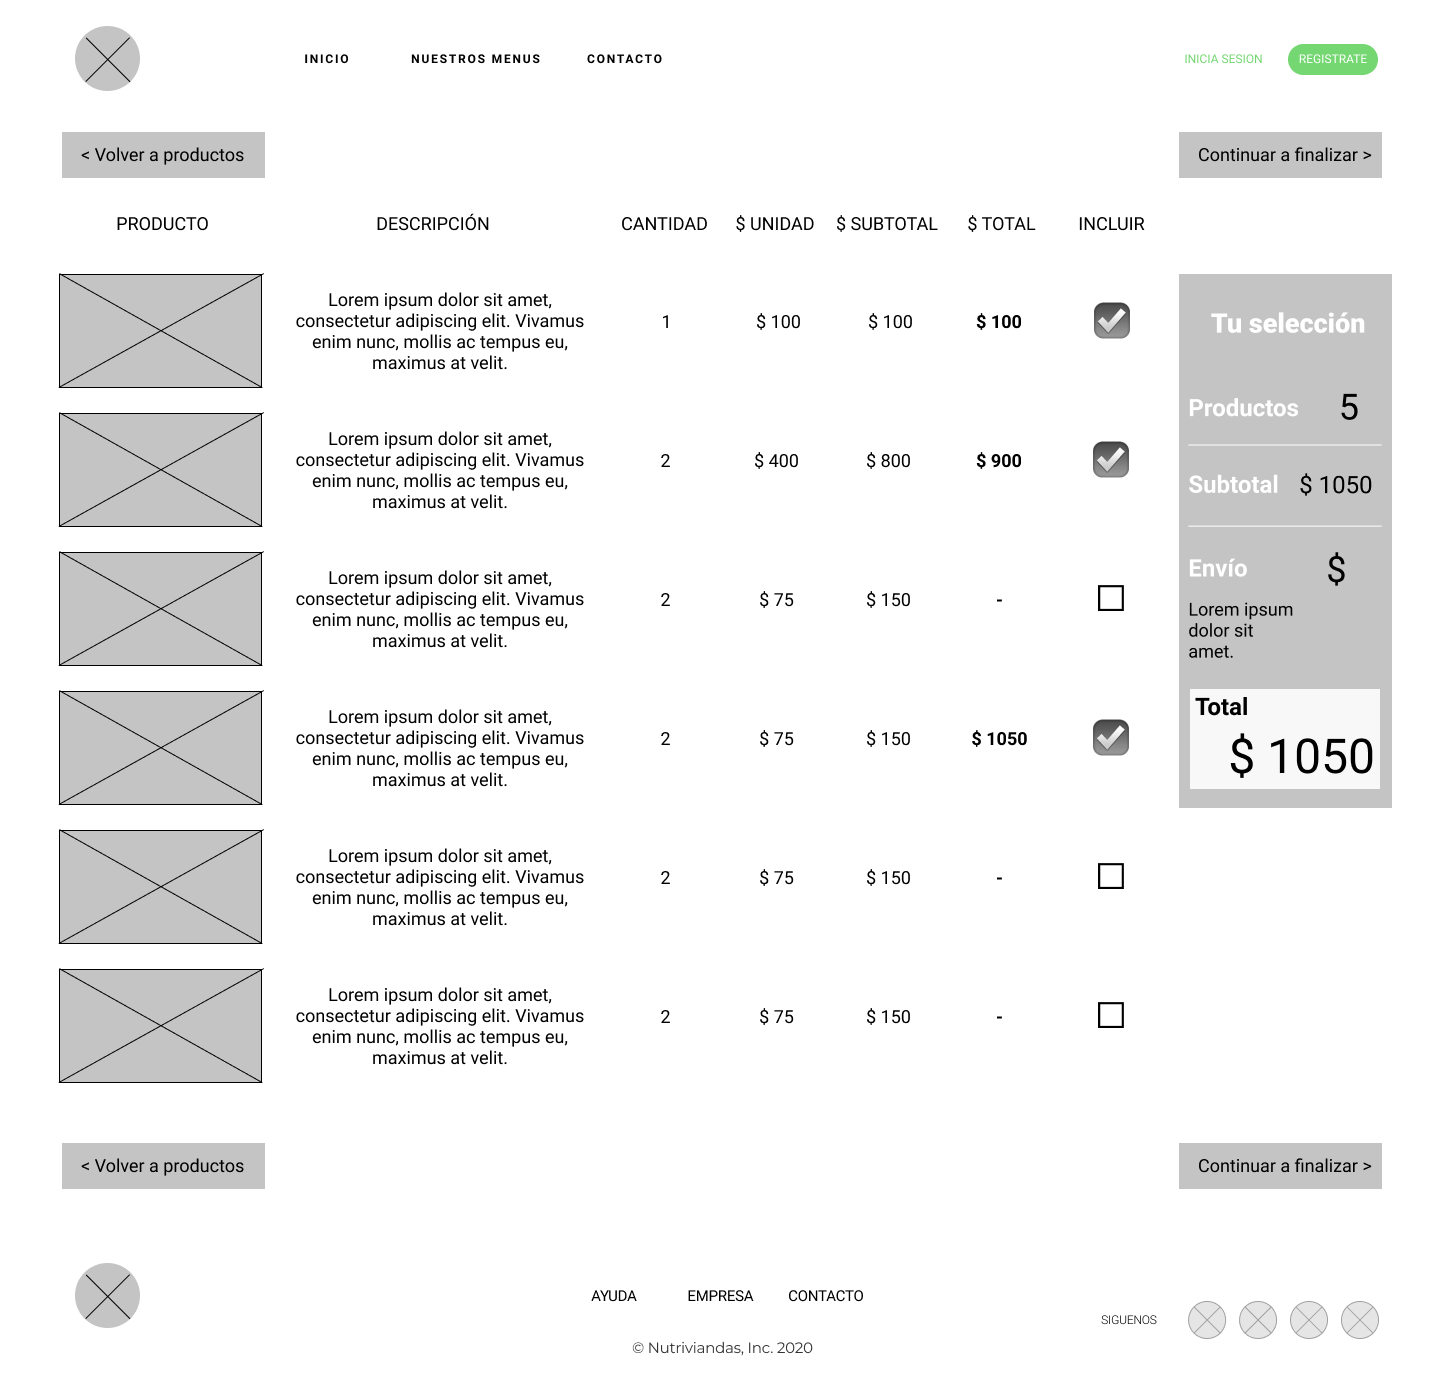 INICIO NUESTROS MENUS CONTACTO INICIA SESION REGISTRATE
< Volver a productos Continuar a finalizar >
PRODUCTO DESCRIPCIÓN CANTIDAD $ UNIDAD $ SUBTOTAL $ TOTAL INCLUIR
Lorem ipsum dolor sit amet,
consectetur adipiscing elit. Vivamus
enim nunc, mollis ac tempus eu,
maximus at velit.
1 $ 100 $ 100 $ 100
Lorem ipsum dolor sit amet,
consectetur adipiscing elit. Vivamus
enim nunc, mollis ac tempus eu,
maximus at velit.
2 $ 400 $ 800 $ 900
Lorem ipsum dolor sit amet,
consectetur adipiscing elit. Vivamus
enim nunc, mollis ac tempus eu,
maximus at velit.
2 $ 75 $ 150 -
Lorem ipsum dolor sit amet,
consectetur adipiscing elit. Vivamus
enim nunc, mollis ac tempus eu,
maximus at velit.
2 $ 75 $ 150 $ 1050
Lorem ipsum dolor sit amet,
consectetur adipiscing elit. Vivamus
enim nunc, mollis ac tempus eu,
maximus at velit.
2 $ 75 $ 150 -
Lorem ipsum dolor sit amet,
consectetur adipiscing elit. Vivamus
enim nunc, mollis ac tempus eu,
maximus at velit.
2 $ 75 $ 150 -
Tu selección
Productos 5
Subtotal $ 1050
Envío $
Lorem ipsum
dolor sit
amet.
Total
$ 1050
< Volver a productos Continuar a finalizar >
AYUDA EMPRESA CONTACTO
SIGUENOS
© Nutriviandas, Inc. 2020